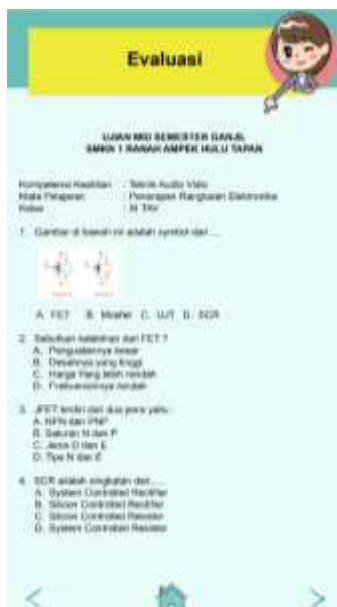 Evaluasi
UJIAN MID SEMESTER GANJIL
SMKN 1 RANAH AMPEK HULU TAPAN
Kompetensi Keahlian : Teknik Audio Vidio
Mata Pelajaran : Penerapan Rangkaian Elektronika
Kelas : XI TAV
1. Gambar di bawah ini adalah symbol dari ...
A. FET B. Mosfet C. UJT D. SCR
2. Sebutkan kelebihan dari FET ?
A. Penguatannya besar
B. Desahnya yang tinggi
C. Harga Yang lebih rendah
D. Frekuensinya rendah
3. JFET terdiri dari dua jenis yaitu:
A. NPN dan PNP
B. Saluran N dan P
C. Jenis D dan E
D. Tipe N dan E
4. SCR adalah singkatan dari.....
A. System Controlled Rectifier
B. Silicon Controlled Rectifier
C. Silicon Controlled Resistor
D. System Controlled Resistor